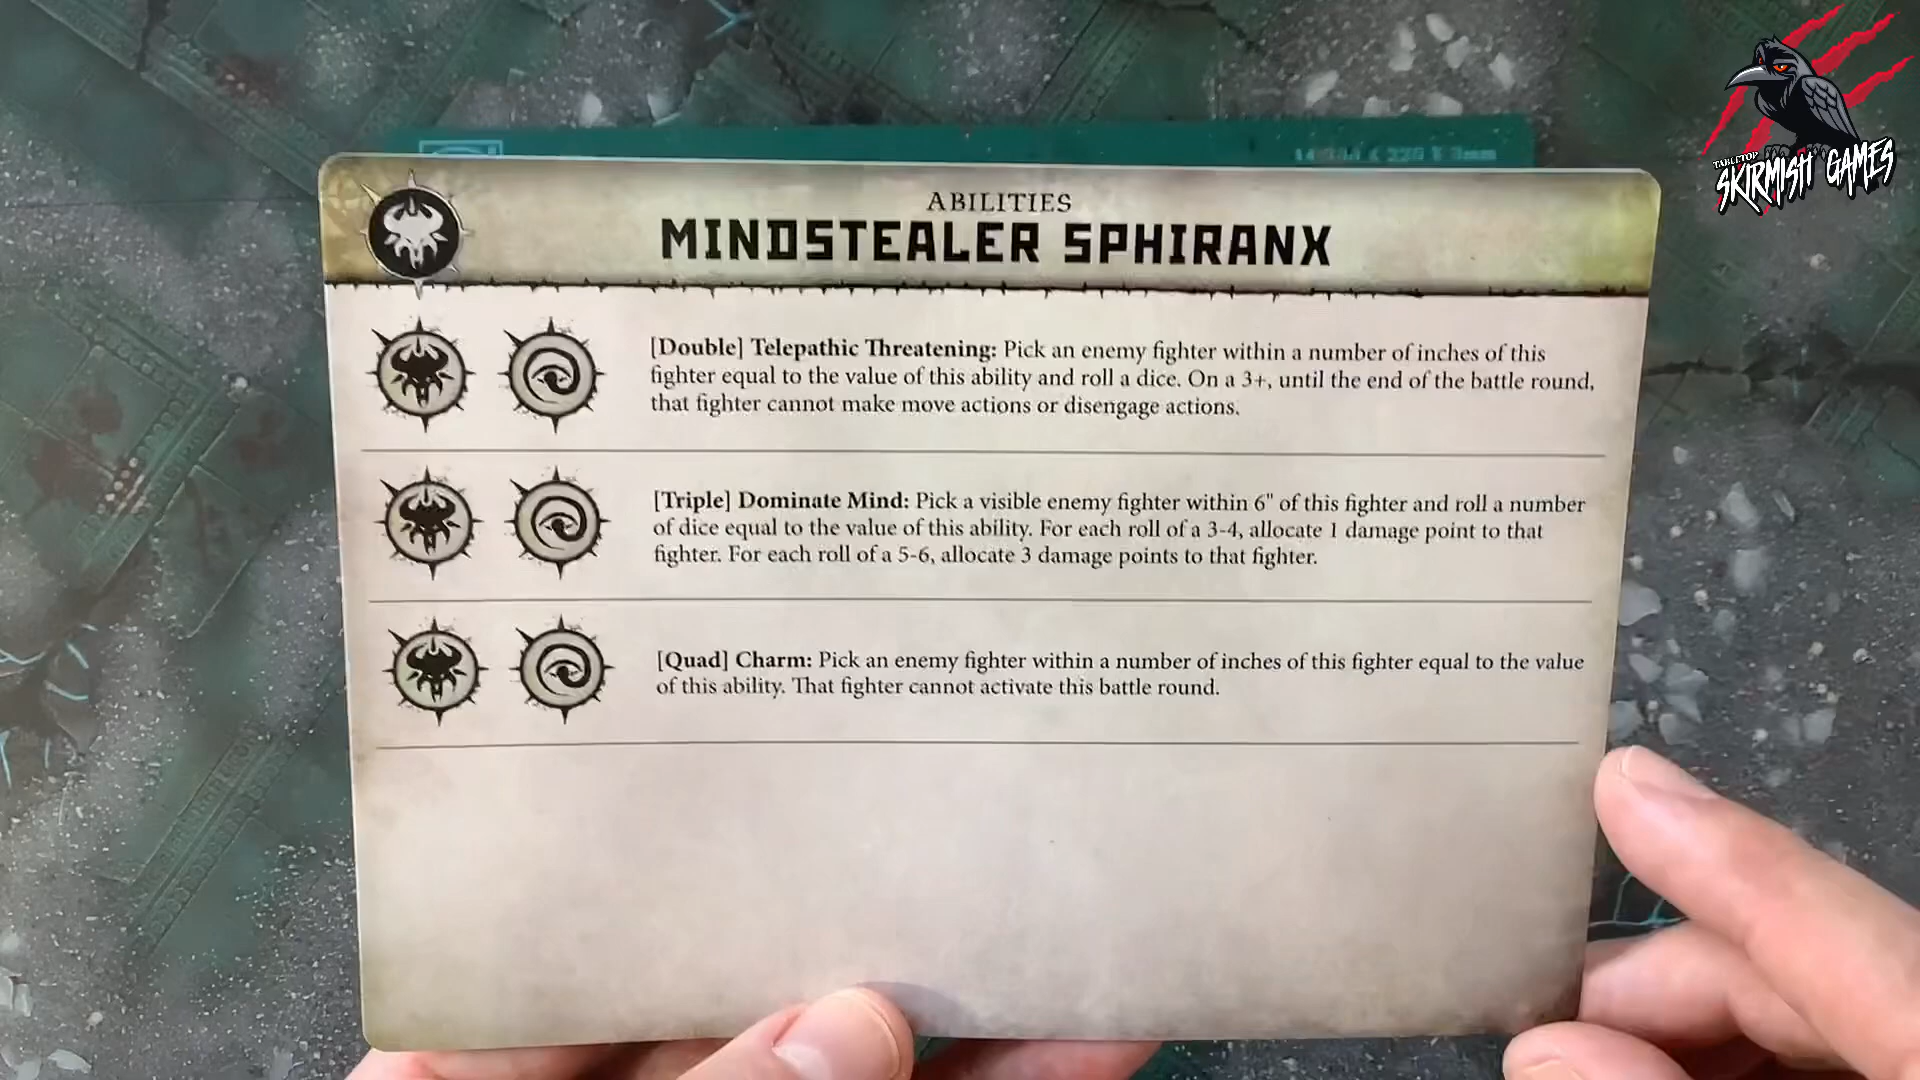 TABLETOP
SKIRMISH GAMES
ABILITIES
MINDSTEALER SPHIRANX
[Double] Telepathic Threatening: Pick an enemy fighter within a number of inches of this
fighter equal to the value of this ability and roll a dice. On a 3+, until the end of the battle round,
that fighter cannot make move actions or disengage actions.
[Triple] Dominate Mind: Pick a visible enemy fighter within 6" of this fighter and roll a number
of dice equal to the value of this ability. For each roll of a 3-4, allocate 1 damage point to that
fighter. For each roll of a 5-6, allocate 3 damage points to that fighter.
[Quad] Charm: Pick an enemy fighter within a number of inches of this fighter equal to the value
of this ability. That fighter cannot activate this battle round.